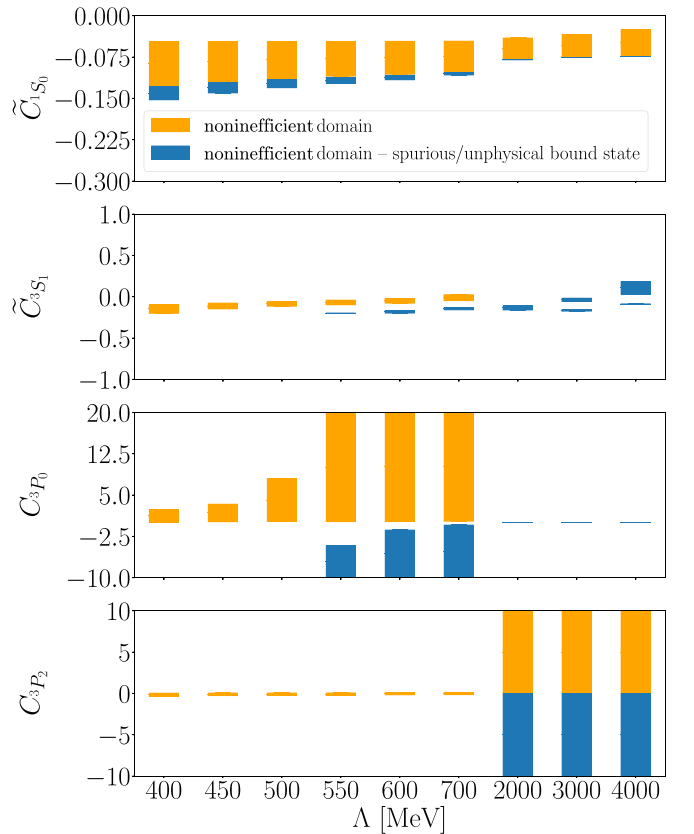 0.000
−0.075
−0.150
−0.225
−0.300
C̃₁S₀
noninefficient domain
noninefficient domain – spurious/unphysical bound state
1.0
0.5
0.0
−0.5
−1.0
C̃₃S₁
20.0
12.5
5.0
−2.5
−10.0
C₃P₀
10
5
0
−5
−10
C₃P₂
400 450 500 550 600 700 2000 3000 4000
Λ [MeV]